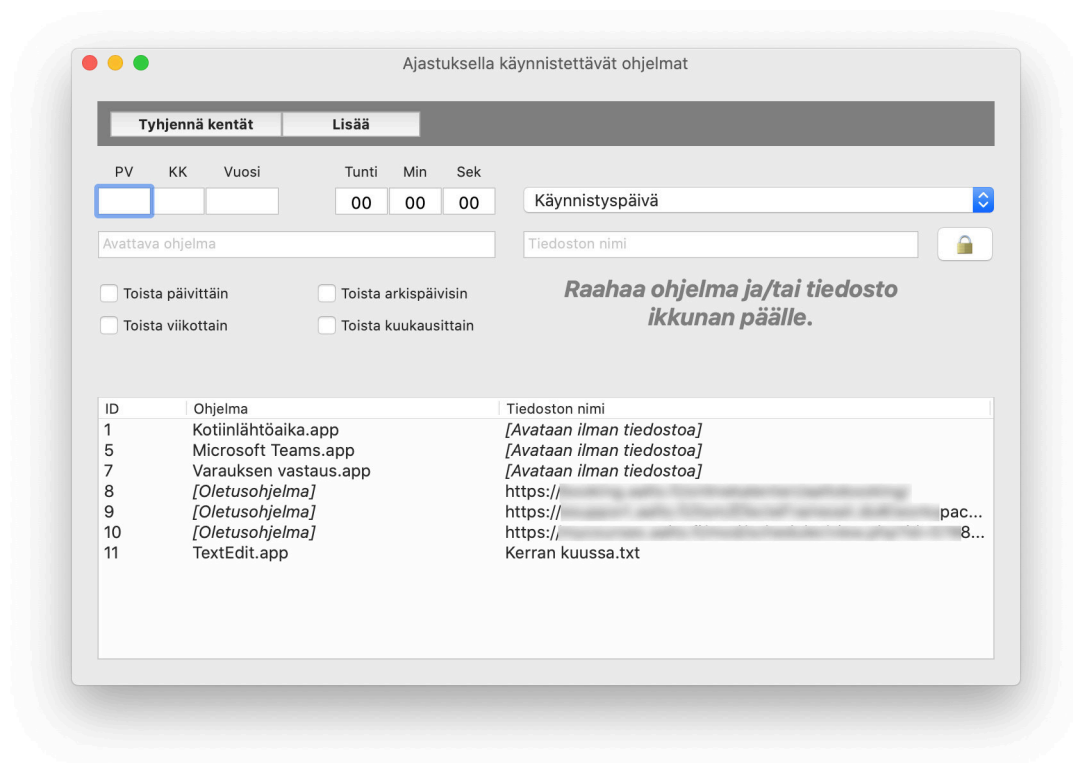 Ajastuksella käynnistettävät ohjelmat
Tyhjennä kentät Lisää
PV KK Vuosi Tunti Min Sek
00 00 00 Käynnistyspäivä
Avattava ohjelma Tiedoston nimi
Toista päivittäin Toista arkispäivisin
Toista viikottain Toista kuukausittain
Raahaa ohjelma ja/tai tiedosto
ikkunan päälle.
ID Ohjelma Tiedoston nimi
1 Kotiinlähtöaika.app [Avataan ilman tiedostoa]
5 Microsoft Teams.app [Avataan ilman tiedostoa]
7 Varauksen vastaus.app [Avataan ilman tiedostoa]
8 [Oletusohjelma] https://
9 [Oletusohjelma] https:// pac...
10 [Oletusohjelma] https:// 8...
11 TextEdit.app Kerran kuussa.txt